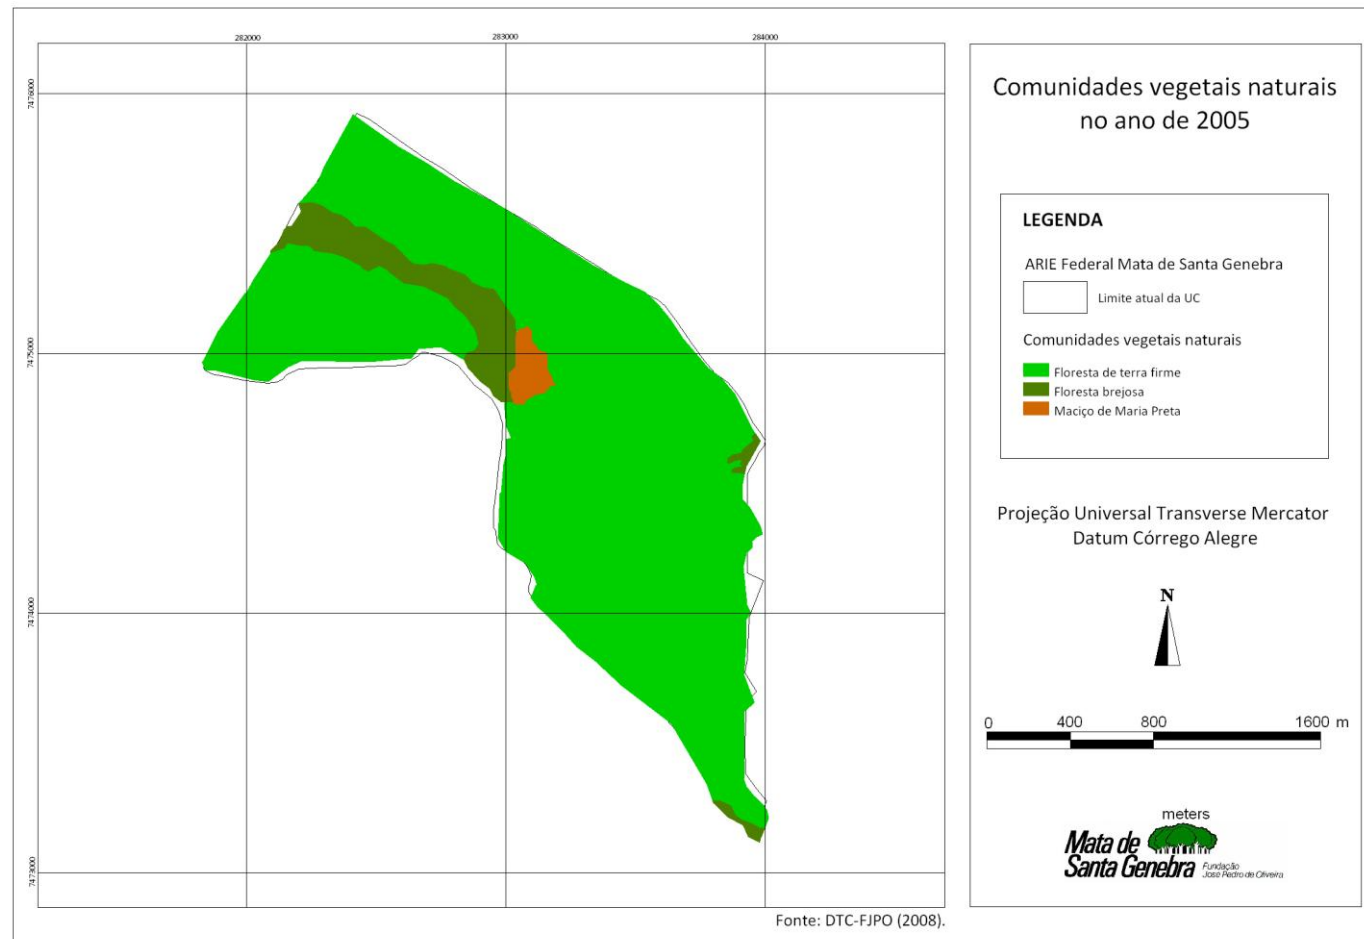 282000
283000
284000
7476000
7475000
7474000
7473000
Comunidades vegetais naturais
no ano de 2005
LEGENDA
ARIE Federal Mata de Santa Genebra
Limite atual da UC
Comunidades vegetais naturais
Floresta de terra firme
Floresta brejosa
Maciço de Maria Preta
Projeção Universal Transverse Mercator
Datum Córrego Alegre
N
0 400 800 1600 m
meters
Mata de
Santa Genebra
Fundação
José Pedro de Oliveira
Fonte: DTC-FJPO (2008).